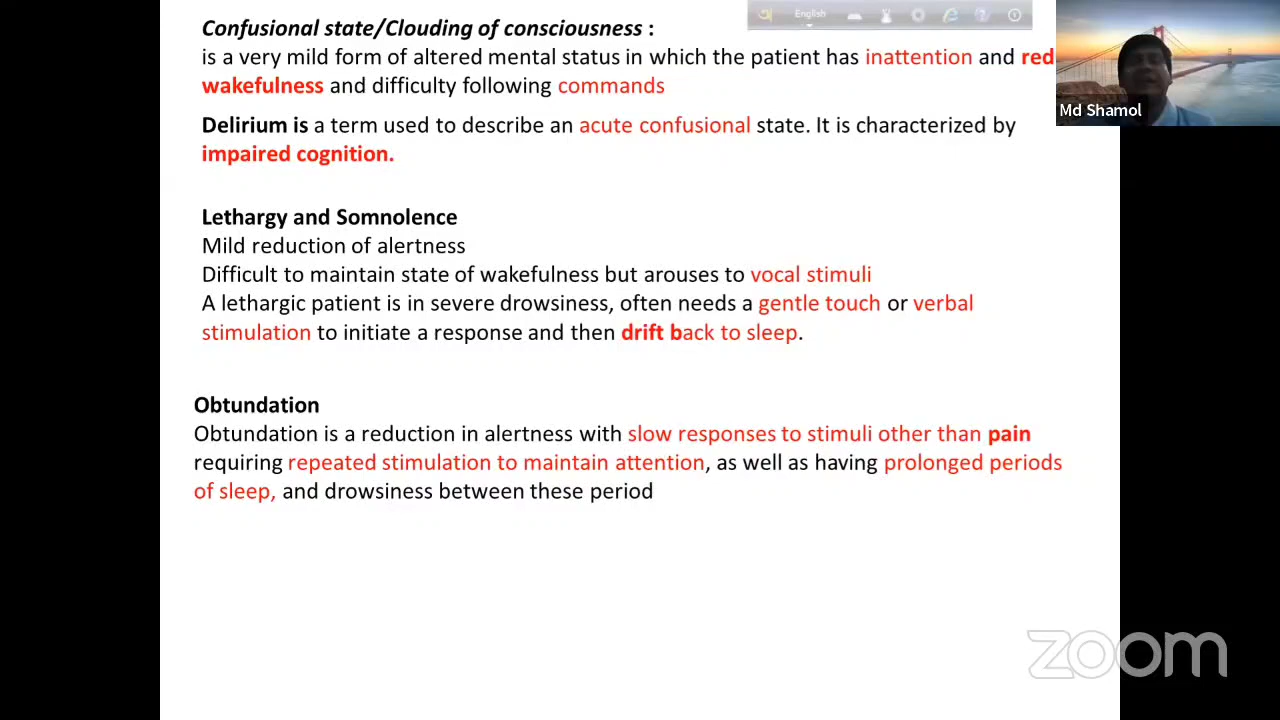 Confusional state/Clouding of consciousness :
is a very mild form of altered mental status in which the patient has inattention and red
wakefulness and difficulty following commands
Delirium is a term used to describe an acute confusional state. It is characterized by
impaired cognition.
Lethargy and Somnolence
Mild reduction of alertness
Difficult to maintain state of wakefulness but arouses to vocal stimuli
A lethargic patient is in severe drowsiness, often needs a gentle touch or verbal
stimulation to initiate a response and then drift back to sleep.
Obtundation
Obtundation is a reduction in alertness with slow responses to stimuli other than pain
requiring repeated stimulation to maintain attention, as well as having prolonged periods
of sleep, and drowsiness between these period
English
Md Shamol
zoom